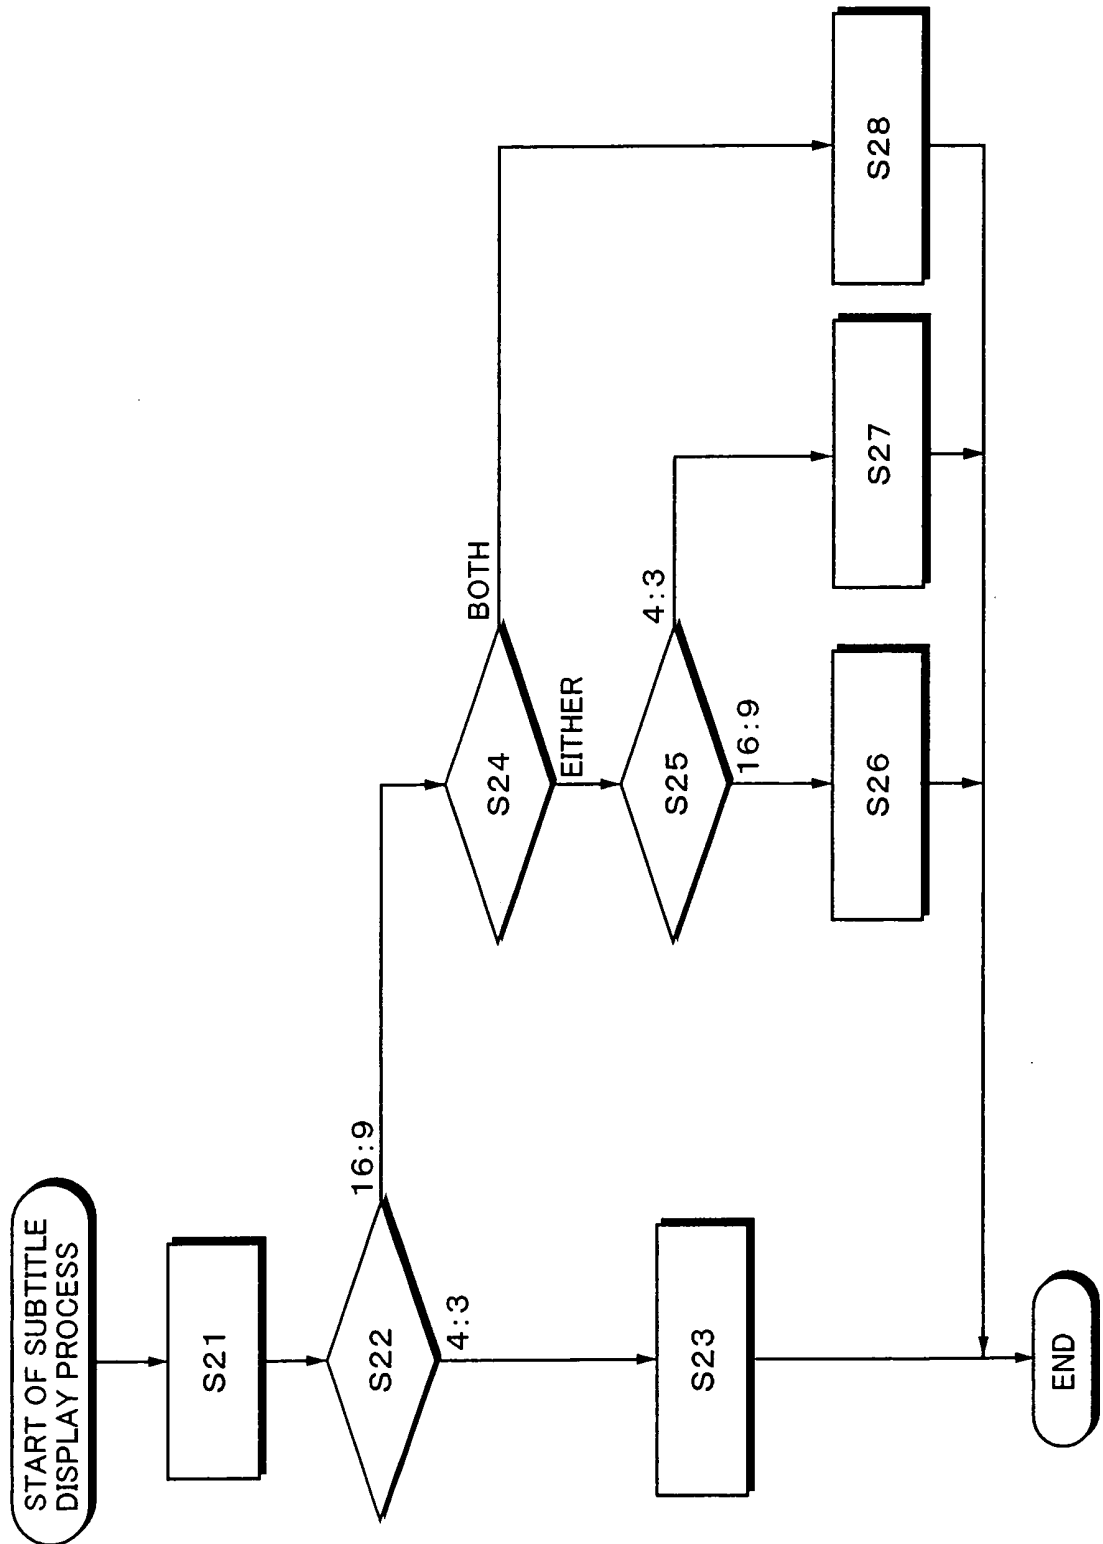 START OF SUBTITLE
DISPLAY PROCESS
S21
S22
16:9
4:3
S23
S24
BOTH
EITHER
S25
4:3
16:9
S26
S27
S28
END